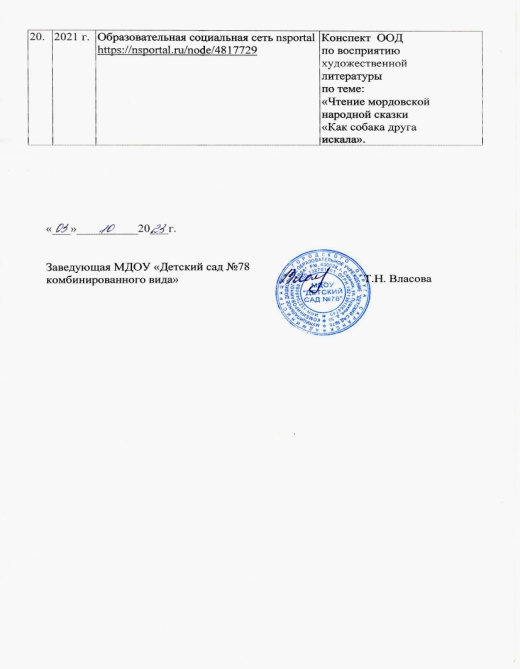 20. 2021 г. Образовательная социальная сеть nsportal Конспект ООД
https://nsportal.ru/node/4817729 по восприятию
художественной
литературы
по теме:
«Чтение мордовской
народной сказки
«Как собака друга
искала».
« 03 » 10 2023 г.
Заведующая МДОУ «Детский сад №78
комбинированного вида» Т.Н. Власова
МДОУ
"ДЕТСКИЙ
САД №78"